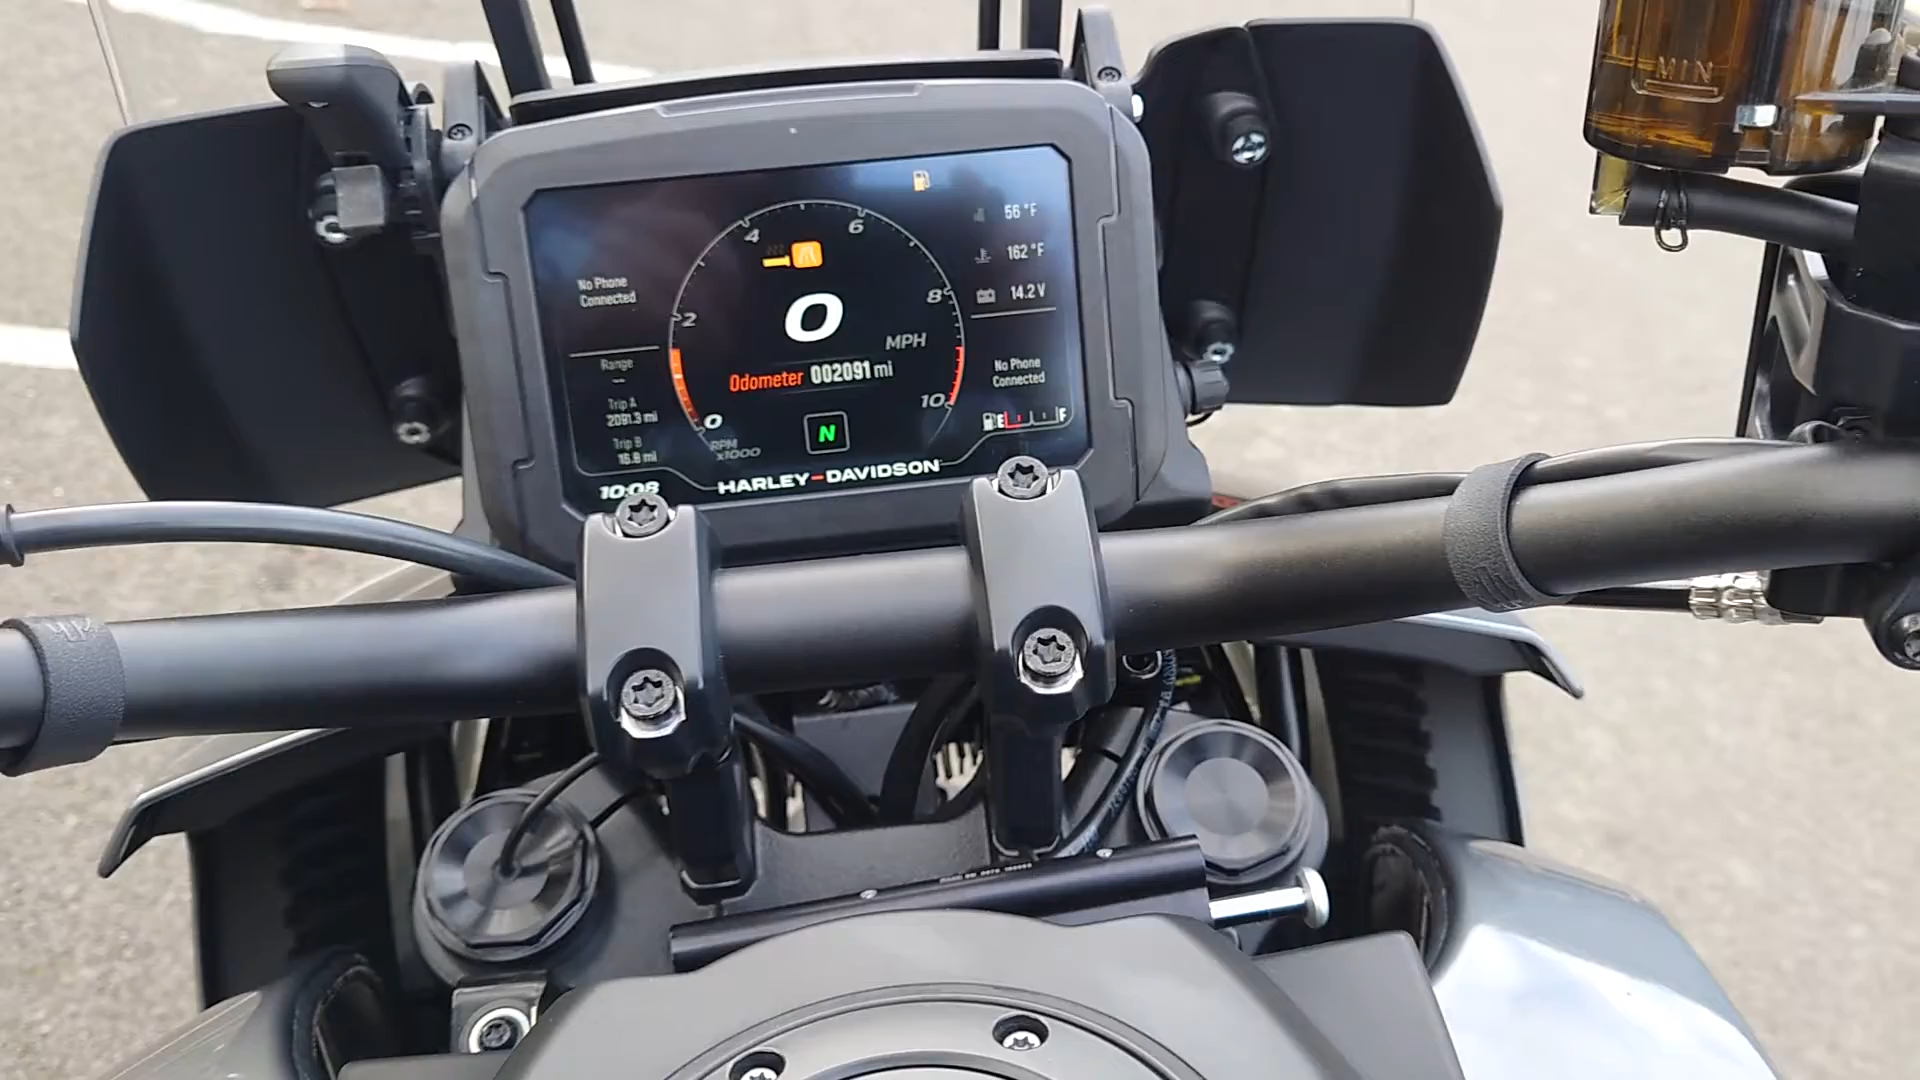 MIN
56 °F
4
6
162 °F
No Phone
Connected
8
14.2 V
2
0
MPH
Range
--
No Phone
Connected
Odometer 002091 mi
Trip A
2091.3 mi
10
0
E
F
N
Trip B
16.8 mi
RPM
x1000
10:08
HARLEY-DAVIDSON